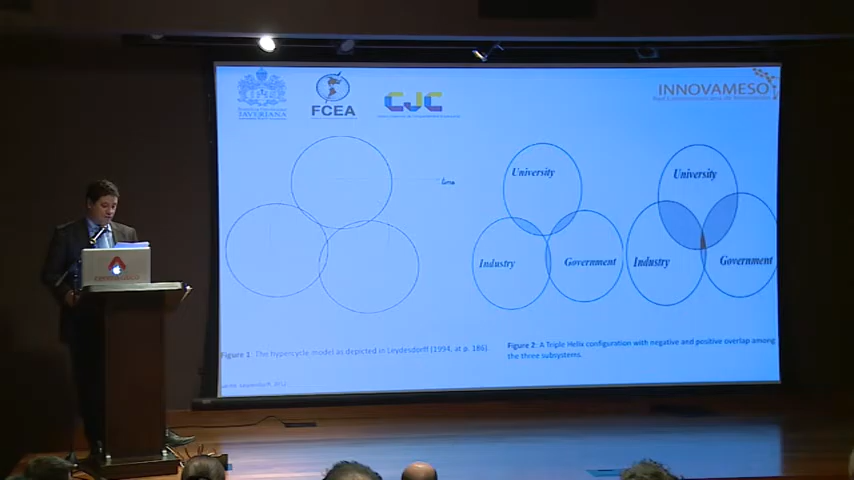 JAVERIANA
FCEA
CJC
INNOVAMESO
University
Industry
Government
University
Industry
Government
Figure 1: The hypercycle model as depicted in Leydesdorff (1994, at p. 186).
Figure 2: A Triple Helix configuration with negative and positive overlap among
the three subsystems.